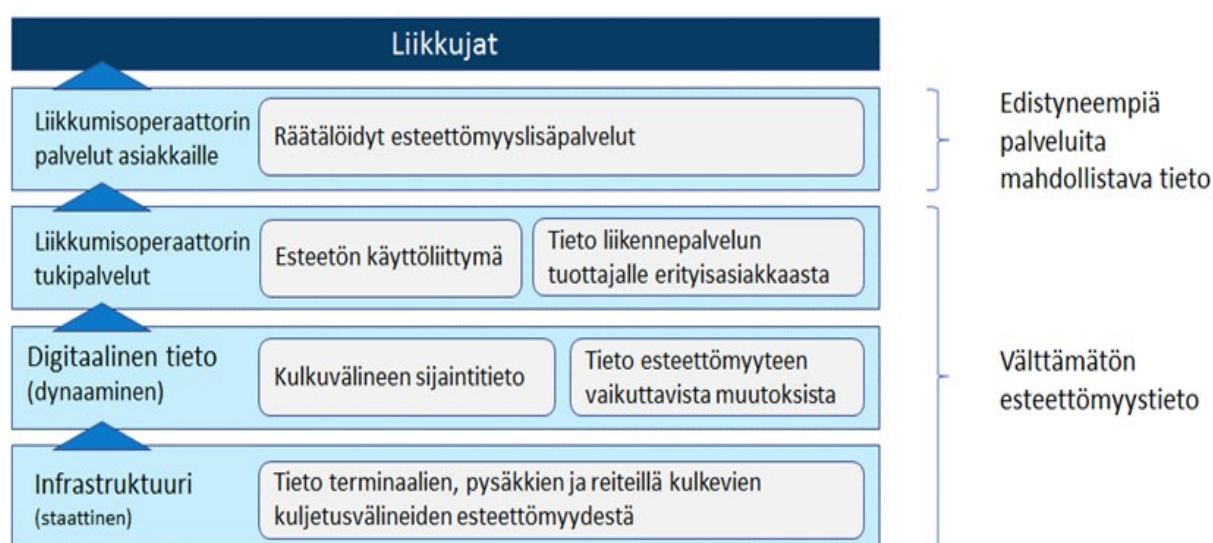 Liikkujat
Liikkumisoperaattorin
palvelut asiakkaille
Räätälöidyt esteettömyyslisäpalvelut
Edistyneempiä
palveluita
mahdollistava tieto
Liikkumisoperaattorin
tukipalvelut
Esteetön käyttöliittymä
Tieto liikennepalvelun
tuottajalle erityisasiakkaasta
Digitaalinen tieto
(dynaaminen)
Kulkuvälineen sijaintitieto
Tieto esteettömyyteen
vaikuttavista muutoksista
Välttämätön
esteettömyystieto
Infrastruktuuri
(staattinen)
Tieto terminaalien, pysäkkien ja reiteillä kulkevien
kuljetusvälineiden esteettömyydestä